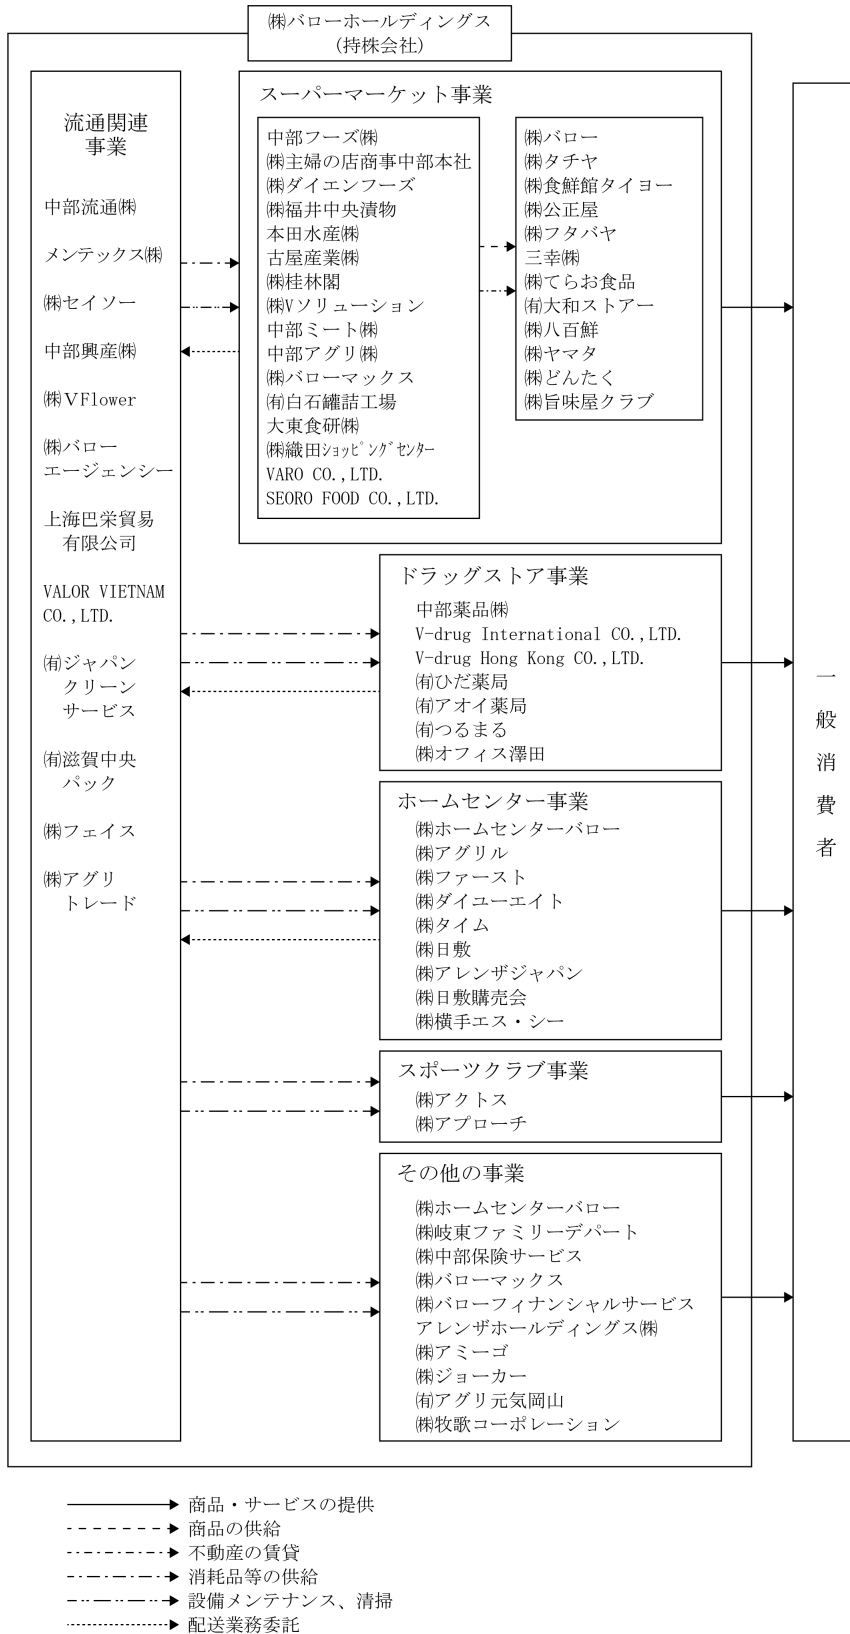 ㈱バローホールディングス
（持株会社）
流通関連
事業
中部流通㈱
メンテックス㈱
㈱セイソー
中部興産㈱
㈱VFlower
㈱バロー
エージェンシー
上海巴栄貿易
有限公司
VALOR VIETNAM
CO.,LTD.
㈲ジャパン
クリーン
サービス
㈲滋賀中央
パック
㈱フェイス
㈱アグリ
トレード
スーパーマーケット事業
中部フーズ㈱
㈱主婦の店商事中部本社
㈱ダイエンフーズ
㈱福井中央漬物
本田水産㈱
古屋産業㈱
㈱桂林閣
㈱Vソリューション
中部ミート㈱
中部アグリ㈱
㈱バローマックス
㈲白石罐詰工場
大東食研㈱
㈱織田ｼｮｯﾋﾟﾝｸﾞｾﾝﾀｰ
VARO CO.,LTD.
SEORO FOOD CO.,LTD.
㈱バロー
㈱タチヤ
㈱食鮮館タイヨー
㈱公正屋
㈱フタバヤ
三幸㈱
㈱てらお食品
㈲大和ストアー
㈱八百鮮
㈱ヤマタ
㈱どんたく
㈱旨味屋クラブ
ドラッグストア事業
中部薬品㈱
V-drug International CO.,LTD.
V-drug Hong Kong CO.,LTD.
㈲ひだ薬局
㈲アオイ薬局
㈲つるまる
㈱オフィス澤田
ホームセンター事業
㈱ホームセンターバロー
㈱アグリル
㈱ファースト
㈱ダイユーエイト
㈱タイム
㈱日敷
㈱アレンザジャパン
㈱日敷購売会
㈱横手エス・シー
スポーツクラブ事業
㈱アクトス
㈱アプローチ
その他の事業
㈱ホームセンターバロー
㈱岐東ファミリーデパート
㈱中部保険サービス
㈱バローマックス
㈱バローフィナンシャルサービス
アレンザホールディングス㈱
㈱アミーゴ
㈱ジョーカー
㈲アグリ元気岡山
㈱牧歌コーポレーション
一般消費者
商品・サービスの提供
商品の供給
不動産の賃貸
消耗品等の供給
設備メンテナンス、清掃
配送業務委託